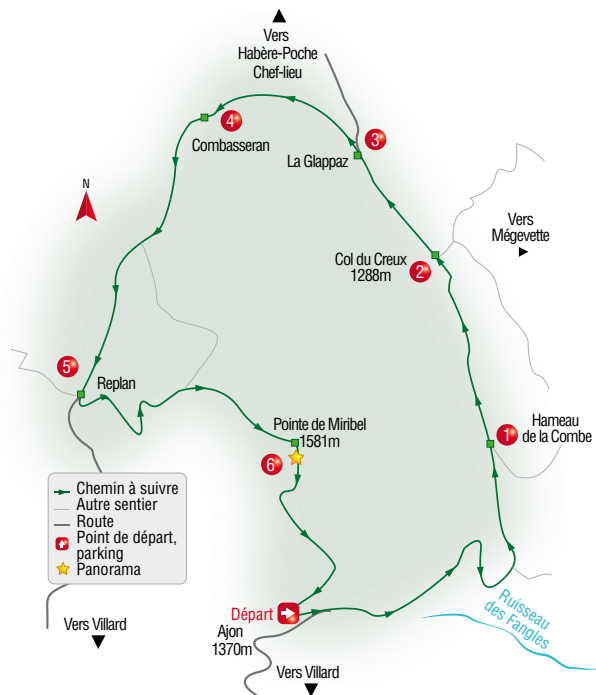 Vers
Habère-Poche
Chef-lieu
3
4
Combasseran
La Glappaz
N
Vers
Mégevette
Col du Creux
1288m
2
5
Replan
Pointe de Miribel
1581m
6
1
Hameau
de la Combe
Chemin à suivre
Autre sentier
Route
Point de départ,
parking
Panorama
Ruisseau
des Fangles
Départ
Ajon
1370m
Vers Villard
Vers Villard